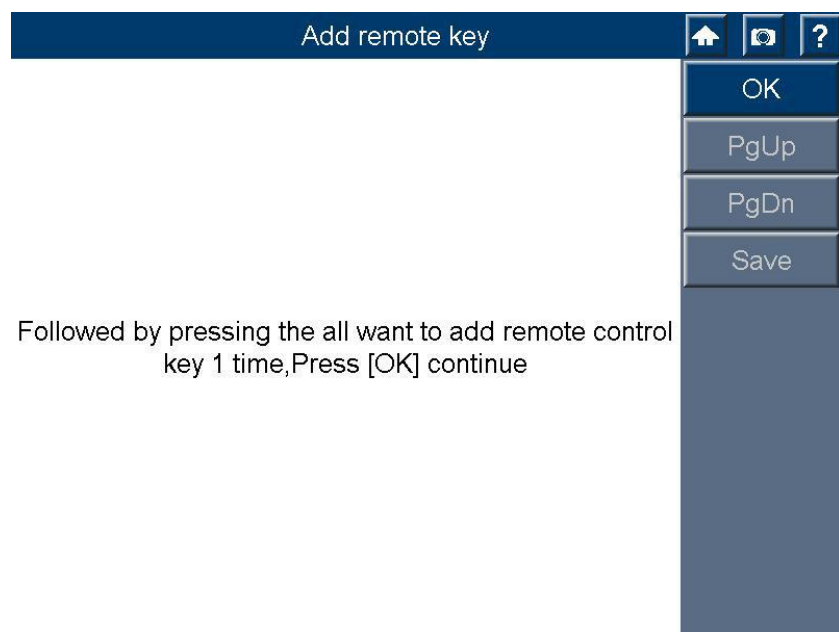 Add remote key
?
OK
PgUp
PgDn
Save
Followed by pressing the all want to add remote control
key 1 time,Press [OK] continue